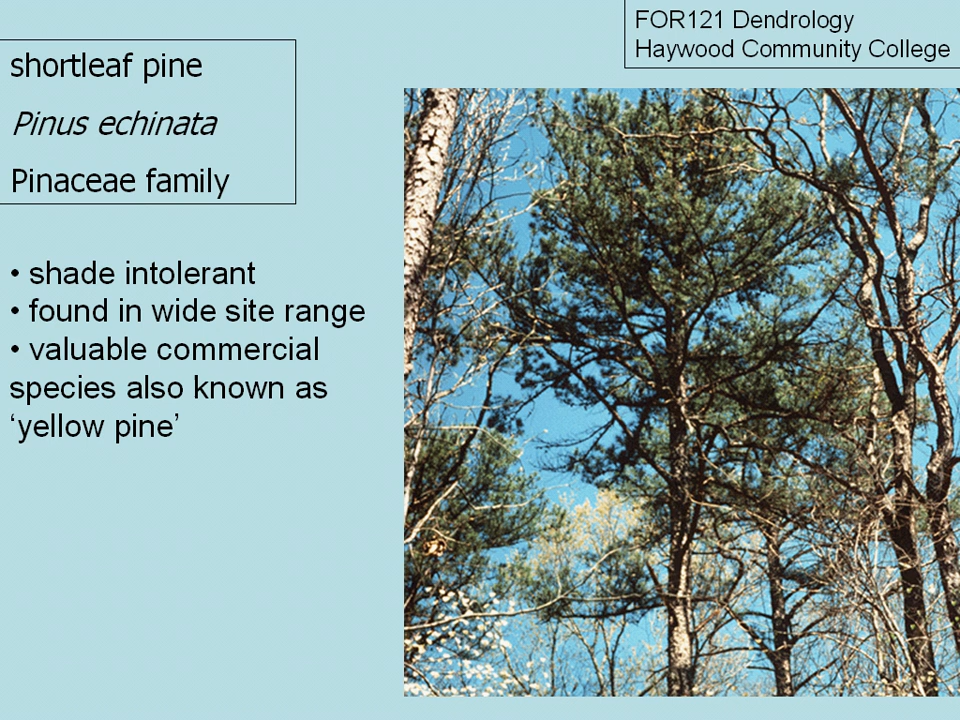 FOR121 Dendrology
Haywood Community College
shortleaf pine
Pinus echinata
Pinaceae family
• shade intolerant
• found in wide site range
• valuable commercial
species also known as
‘yellow pine’